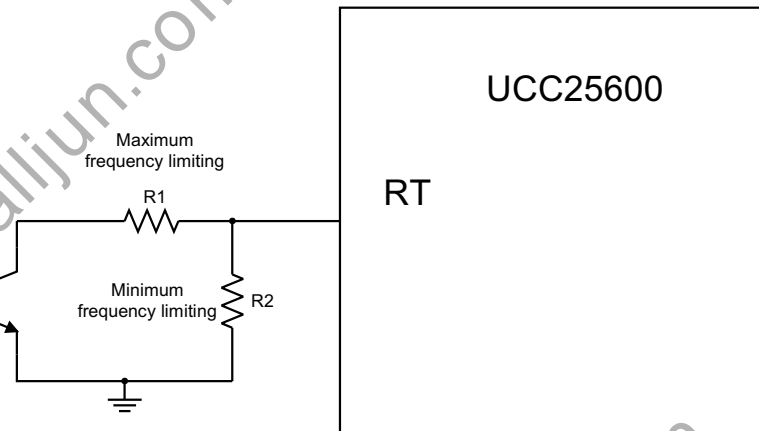 UCC25600
Maximum
frequency limiting
R1
RT
Minimum
frequency limiting
R2